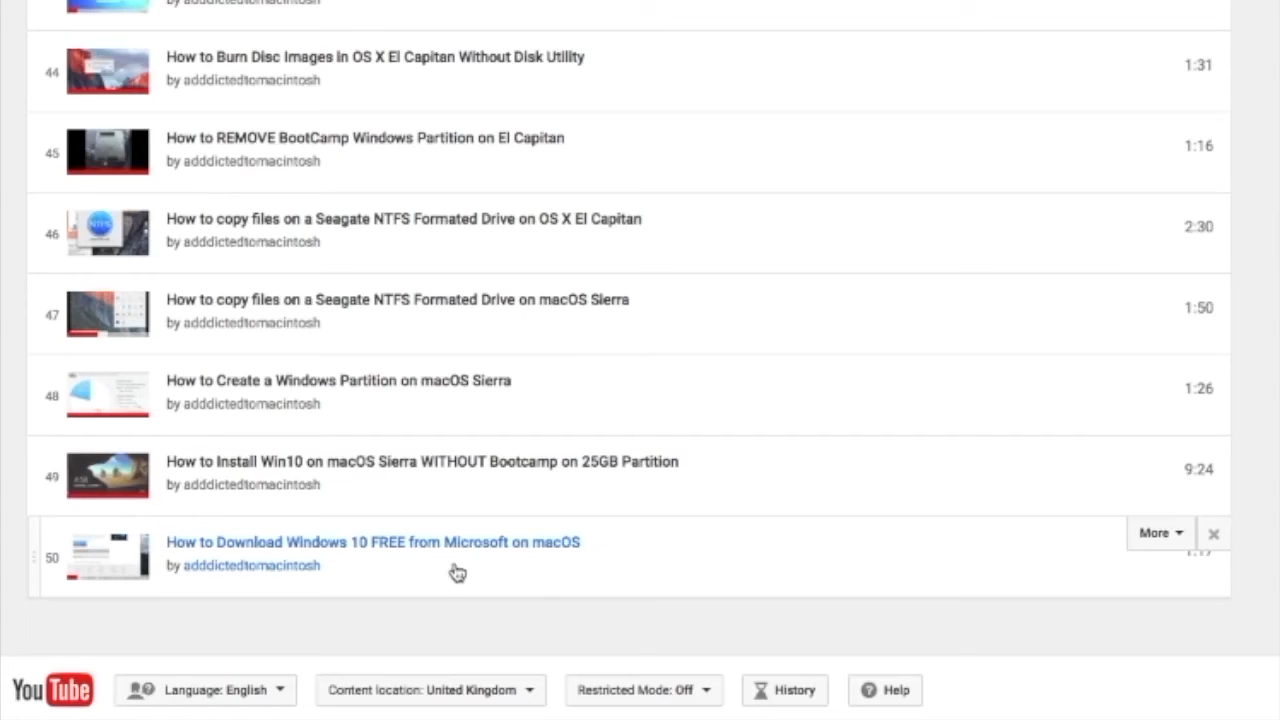 by adddictedtomacintosh
44
How to Burn Disc Images in OS X El Capitan Without Disk Utility
by adddictedtomacintosh
1:31
45
How to REMOVE BootCamp Windows Partition on El Capitan
by adddictedtomacintosh
1:16
46
NTFS
How to copy files on a Seagate NTFS Formated Drive on OS X El Capitan
by adddictedtomacintosh
2:30
47
How to copy files on a Seagate NTFS Formated Drive on macOS Sierra
by adddictedtomacintosh
1:50
48
How to Create a Windows Partition on macOS Sierra
by adddictedtomacintosh
1:26
49
How to Install Win10 on macOS Sierra WITHOUT Bootcamp on 25GB Partition
by adddictedtomacintosh
9:24
50
How to Download Windows 10 FREE from Microsoft on macOS
by adddictedtomacintosh
More
YouTube
Language: English
Content location: United Kingdom
Restricted Mode: Off
History
Help